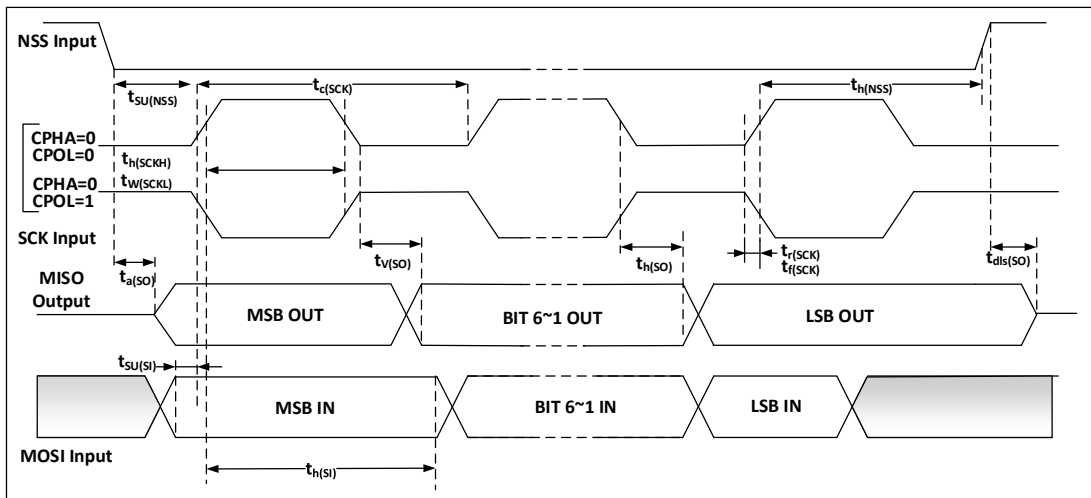 NSS Input
tSU(NSS)
tc(SCK)
th(NSS)
CPHA=0
CPOL=0
th(SCKH)
CPHA=0
tW(SCKL)
CPOL=1
SCK Input
ta(SO)
tV(SO)
th(SO)
tr(SCK)
tf(SCK)
tdls(SO)
MISO
Output
MSB OUT
BIT 6~1 OUT
LSB OUT
tSU(SI)
MSB IN
BIT 6~1 IN
LSB IN
MOSI Input
th(SI)